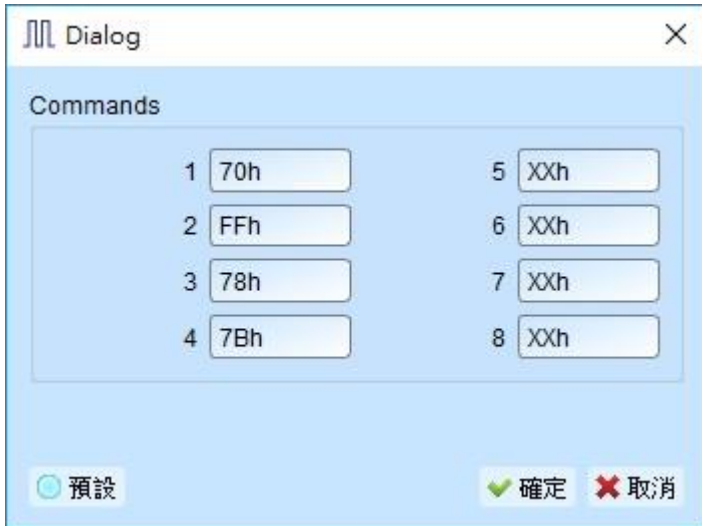 Dialog
Commands
1 70h 5 XXh
2 FFh 6 XXh
3 78h 7 XXh
4 7Bh 8 XXh
預設 確定 取消